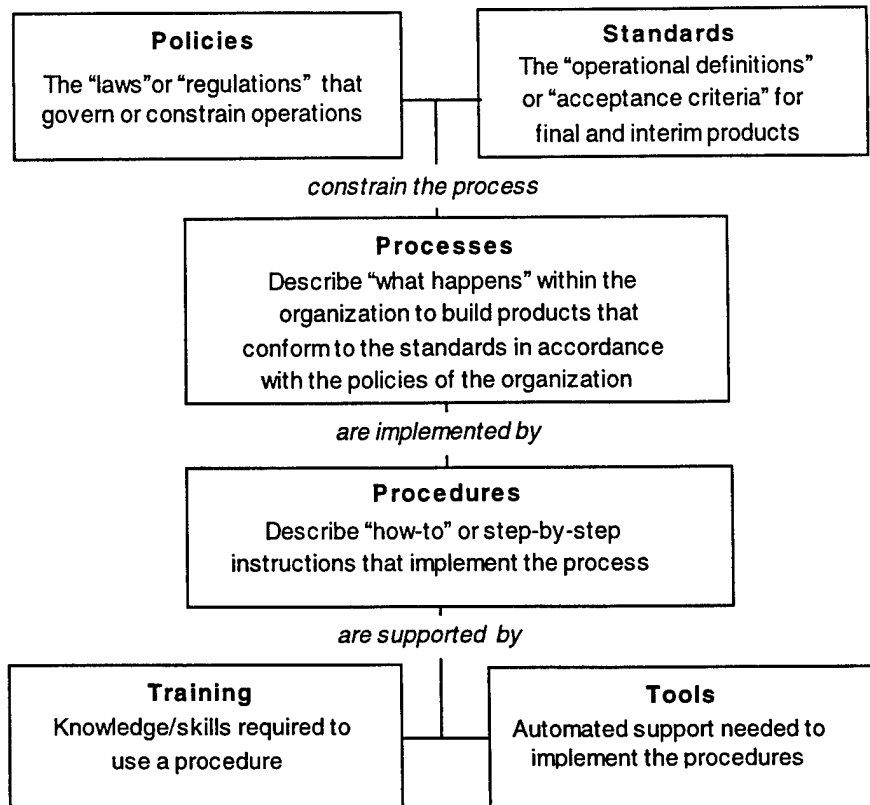 Policies
The “laws”or “regulations” that
govern or constrain operations
Standards
The “operational definitions”
or “acceptance criteria” for
final and interim products
constrain the process
Processes
Describe “what happens” within the
organization to build products that
conform to the standards in accordance
with the policies of the organization
are implemented by
Procedures
Describe “how-to” or step-by-step
instructions that implement the process
are supported by
Training
Knowledge/skills required to
use a procedure
Tools
Automated support needed to
implement the procedures